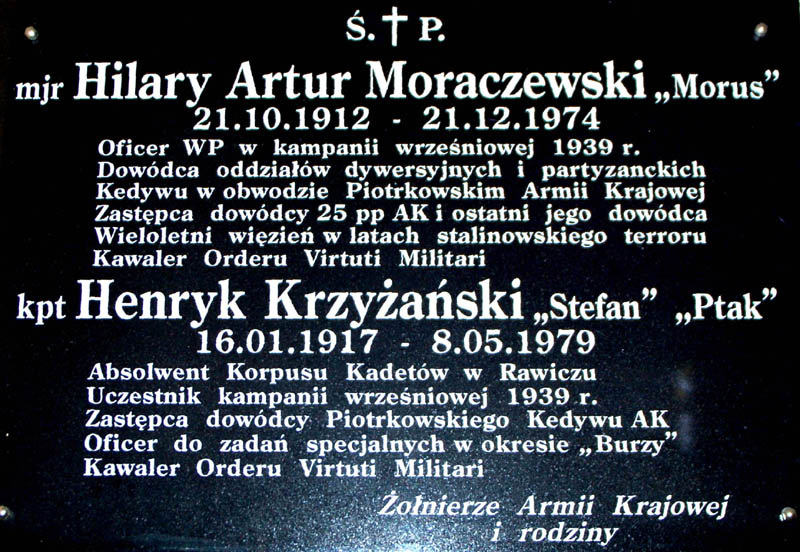 Ś. † P.
mjr Hilary Artur Moraczewski „Morus”
21.10.1912 - 21.12.1974
Oficer WP w kampanii wrześniowej 1939 r.
Dowódca oddziałów dywersyjnych i partyzanckich
Kedywu w obwodzie Piotrkowskim Armii Krajowej
Zastępca dowódcy 25 pp AK i ostatni jego dowódca
Wieloletni więzień w latach stalinowskiego terroru
Kawaler Orderu Virtuti Militari
kpt Henryk Krzyżański „Stefan” „Ptak”
16.01.1917 - 8.05.1979
Absolwent Korpusu Kadetów w Rawiczu
Uczestnik kampanii wrześniowej 1939 r.
Zastępca dowódcy Piotrkowskiego Kedywu AK
Oficer do zadań specjalnych w okresie „Burzy”
Kawaler Orderu Virtuti Militari
Żołnierze Armii Krajowej
i rodziny